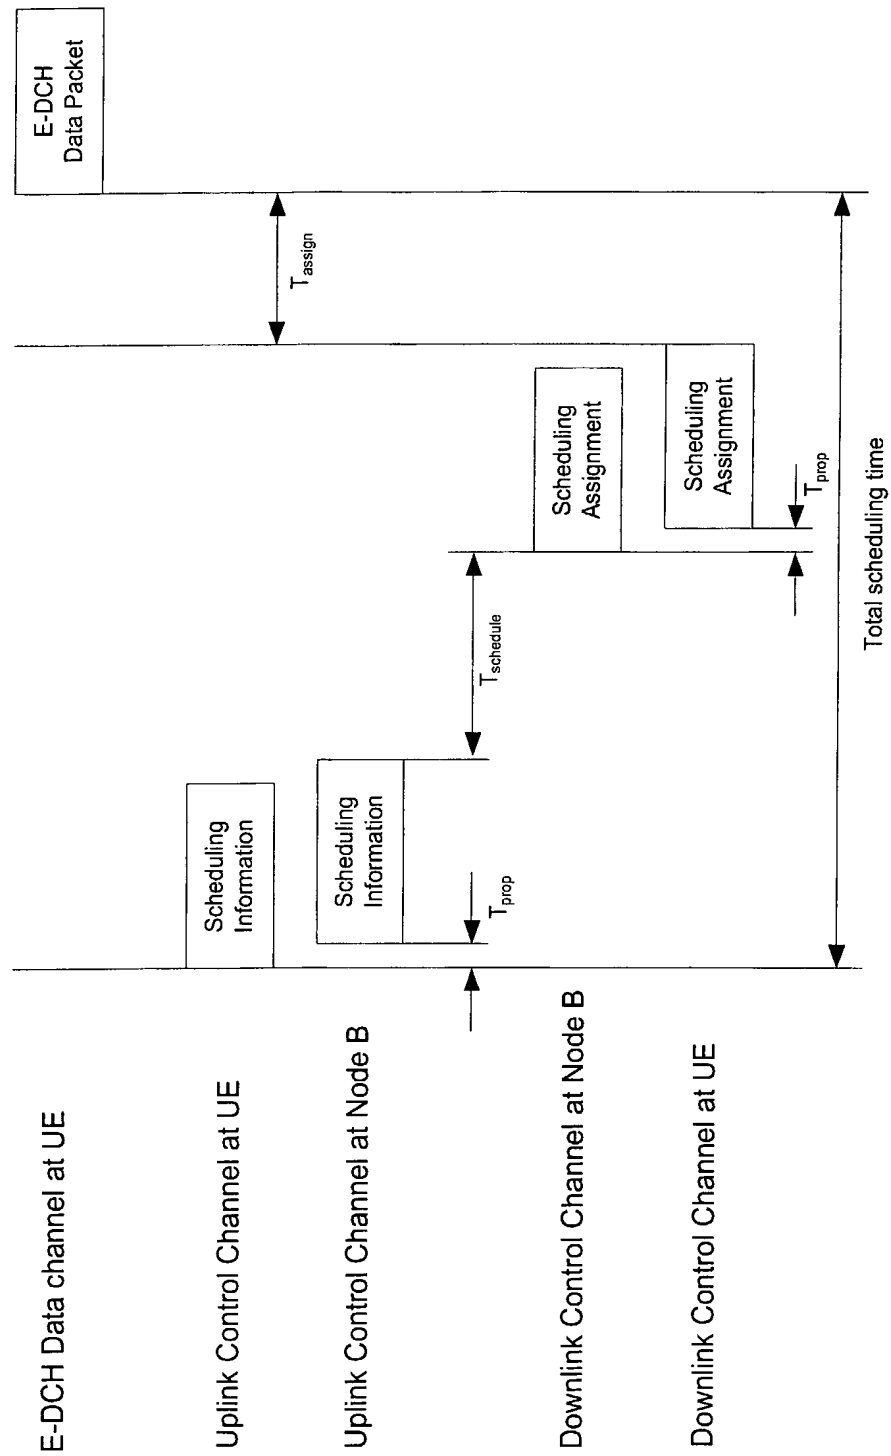 E-DCH Data channel at UE
E-DCH
Data Packet
T_assign
Uplink Control Channel at UE
Scheduling
Information
Uplink Control Channel at Node B
Scheduling
Information
T_prop
T_schedule
Downlink Control Channel at Node B
Scheduling
Assignment
Downlink Control Channel at UE
Scheduling
Assignment
T_prop
Total scheduling time